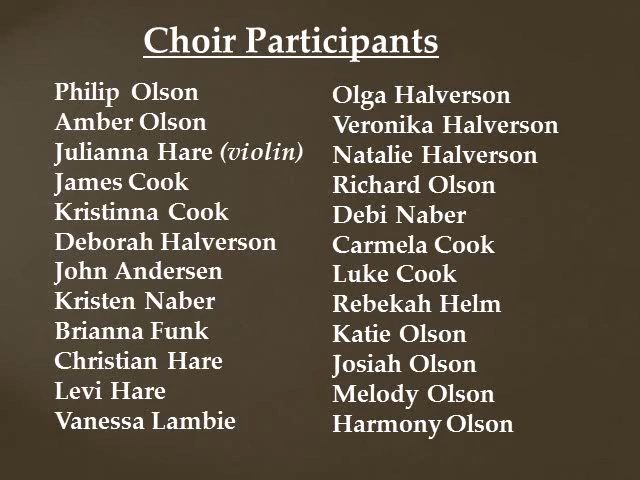 Choir Participants
Philip Olson
Amber Olson
Julianna Hare (violin)
James Cook
Kristinna Cook
Deborah Halverson
John Andersen
Kristen Naber
Brianna Funk
Christian Hare
Levi Hare
Vanessa Lambie
Olga Halverson
Veronika Halverson
Natalie Halverson
Richard Olson
Debi Naber
Carmela Cook
Luke Cook
Rebekah Helm
Katie Olson
Josiah Olson
Melody Olson
Harmony Olson